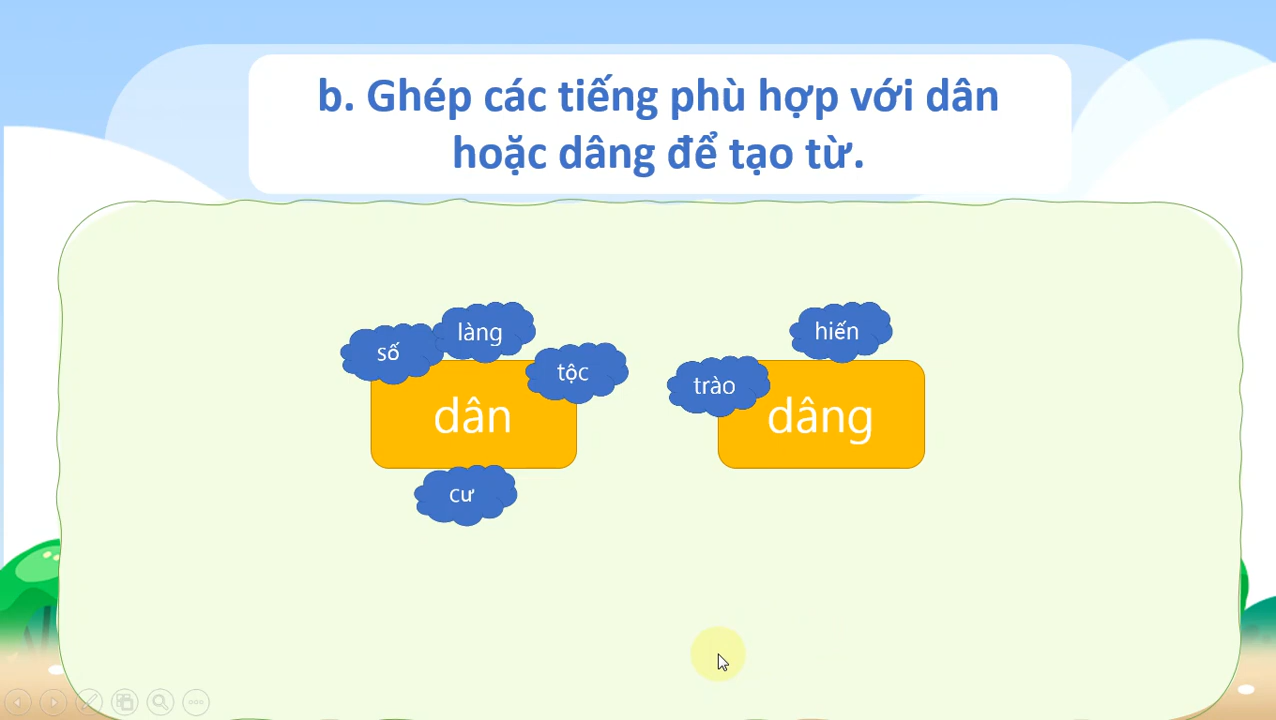 b. Ghép các tiếng phù hợp với dân
hoặc dâng để tạo từ.
số
làng
tộc
dân
cư
hiến
trào
dâng